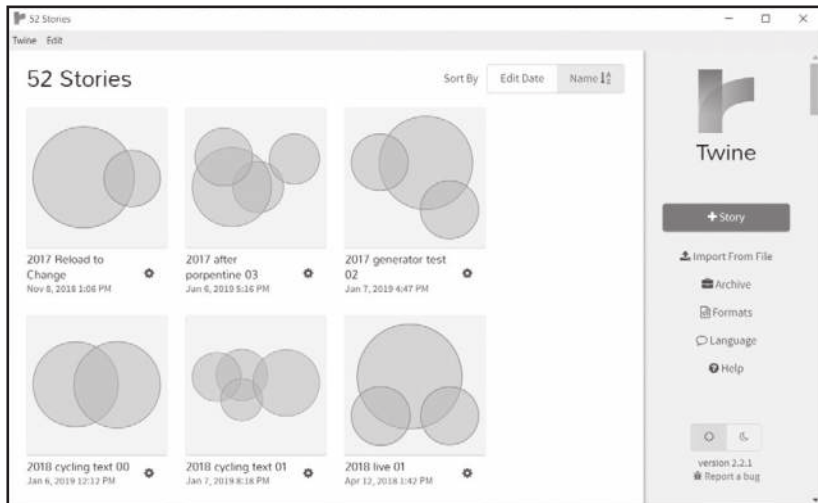 52 Stories
Twine Edit
52 Stories
Sort By Edit Date Name
2017 Reload to
Change
Nov 8, 2018 1:06 PM
2017 after
porpentine 03
Jan 6, 2019 5:16 PM
2017 generator test
02
Jan 7, 2019 4:47 PM
2018 cycling text 00
Jan 6, 2019 12:12 PM
2018 cycling text 01
Jan 7, 2019 8:18 PM
2018 live 01
Apr 12, 2018 1:42 PM
Twine
+ Story
Import From File
Archive
Formats
Language
Help
version 2.2.1
Report a bug